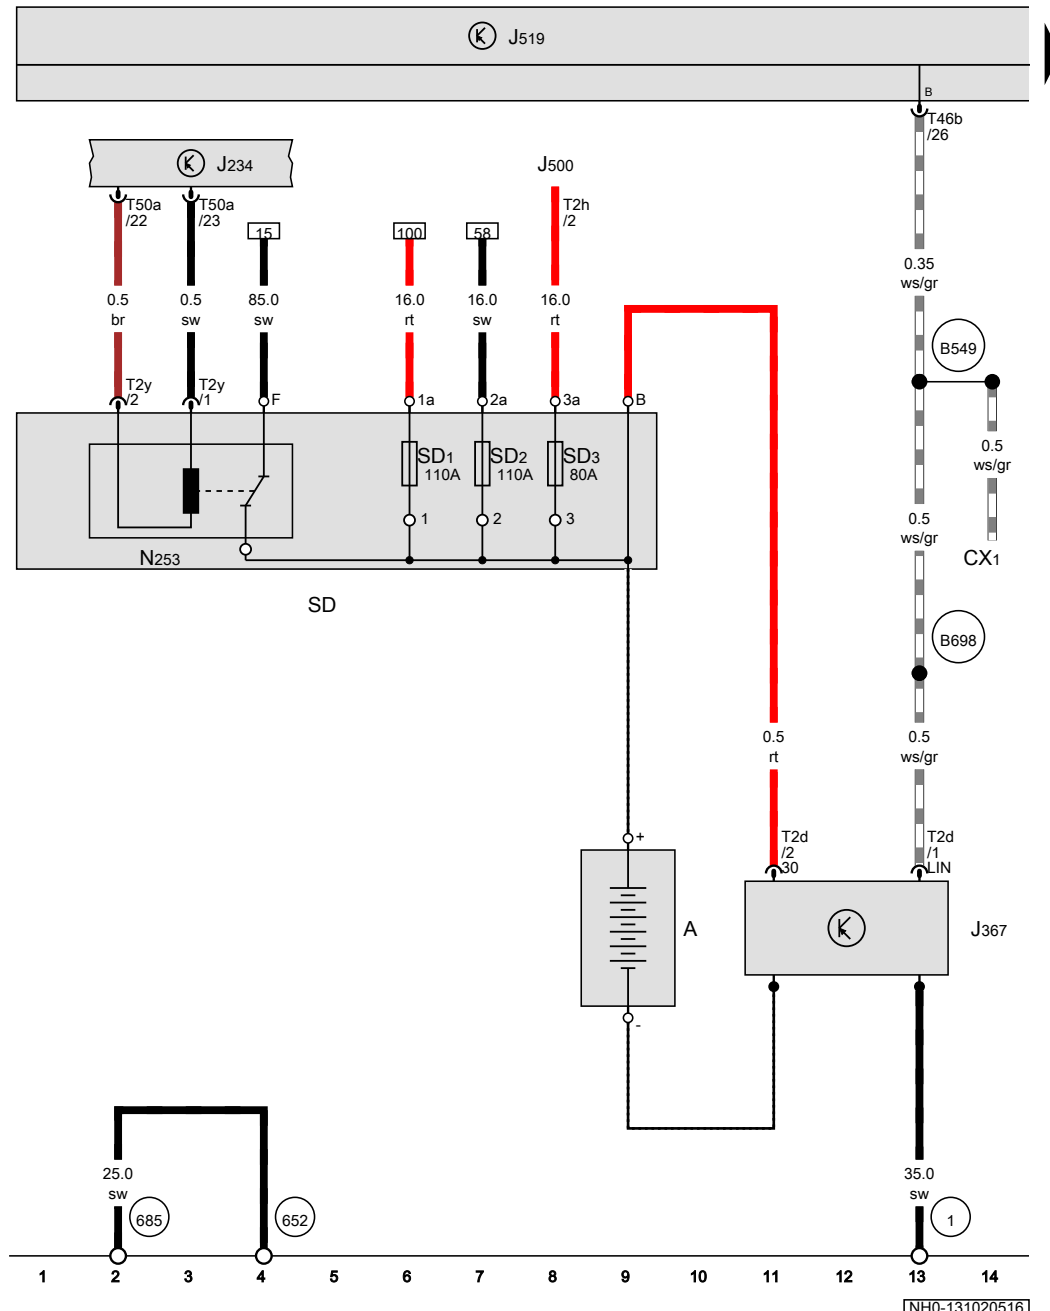 J519
B
T46b
/26
J234
J500
T50a
/22
T50a
/23
T2h
/2
15
100
58
0.35
ws/gr
0.5
br
0.5
sw
85.0
sw
16.0
rt
16.0
sw
16.0
rt
B549
T2y
/2
T2y
/1
F
1a
2a
3a
B
SD1
110A
SD2
110A
SD3
80A
0.5
ws/gr
1
2
3
0.5
ws/gr
N253
CX1
SD
B698
0.5
rt
0.5
ws/gr
+
T2d
/2
30
T2d
/1
LIN
A
J367
-
25.0
sw
35.0
sw
685
652
1
1 2 3 4 5 6 7 8 9 10 11 12 13 14
NH0-131020516